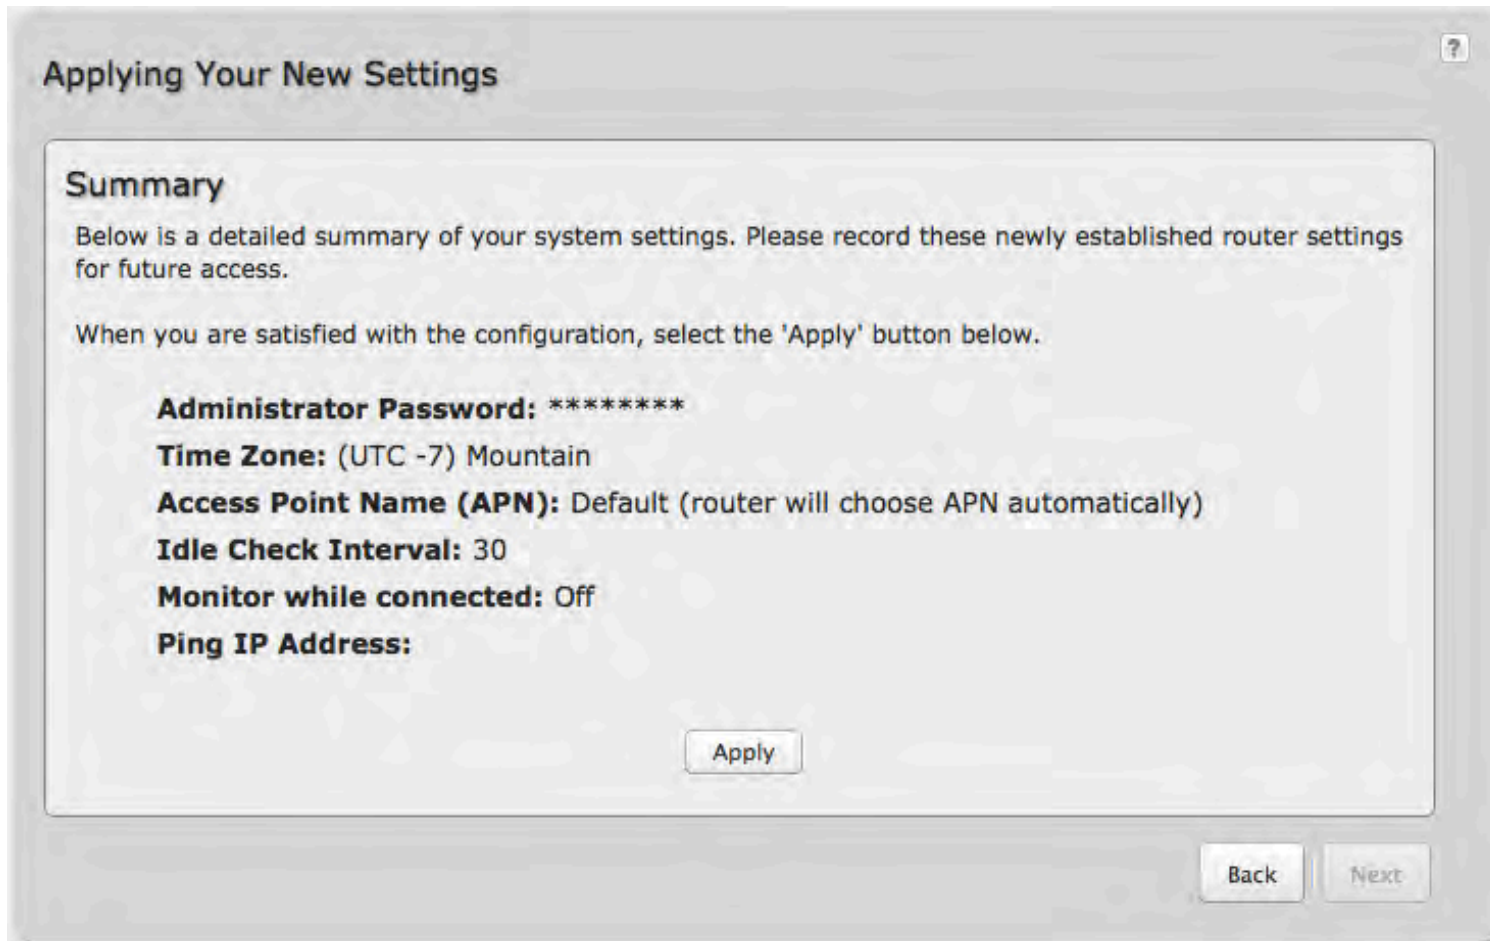 ?
Applying Your New Settings
Summary
Below is a detailed summary of your system settings. Please record these newly established router settings
for future access.
When you are satisfied with the configuration, select the 'Apply' button below.
Administrator Password: ********
Time Zone: (UTC -7) Mountain
Access Point Name (APN): Default (router will choose APN automatically)
Idle Check Interval: 30
Monitor while connected: Off
Ping IP Address:
Apply
Back Next